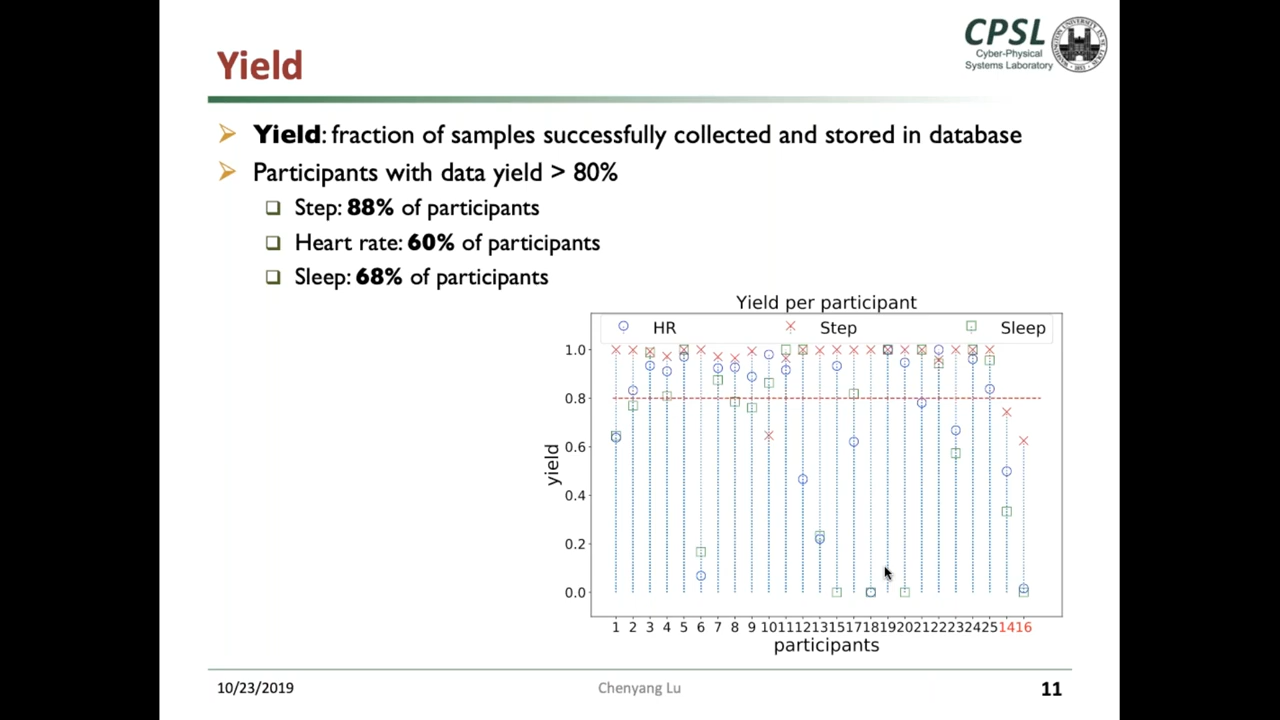 CPSL
Cyber-Physical
Systems Laboratory
Yield
Yield: fraction of samples successfully collected and stored in database
Participants with data yield > 80%
Step: 88% of participants
Heart rate: 60% of participants
Sleep: 68% of participants
Yield per participant
HR Step Sleep
1.0
0.8
0.6
0.4
0.2
0.0
yield
1 2 3 4 5 6 7 8 9 10 11 12 13 15 17 18 19 20 21 22 23 24 25 14 16
participants
10/23/2019 Chenyang Lu 11